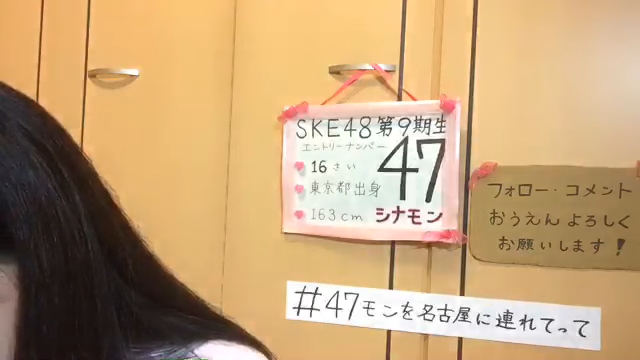 SKE48第9期生
エントリーナンバー
47
16さい
東京都出身
163cm
シナモン
フォロー・コメント
おうえんよろしく
お願いします!
#47モンを名古屋に連れてって